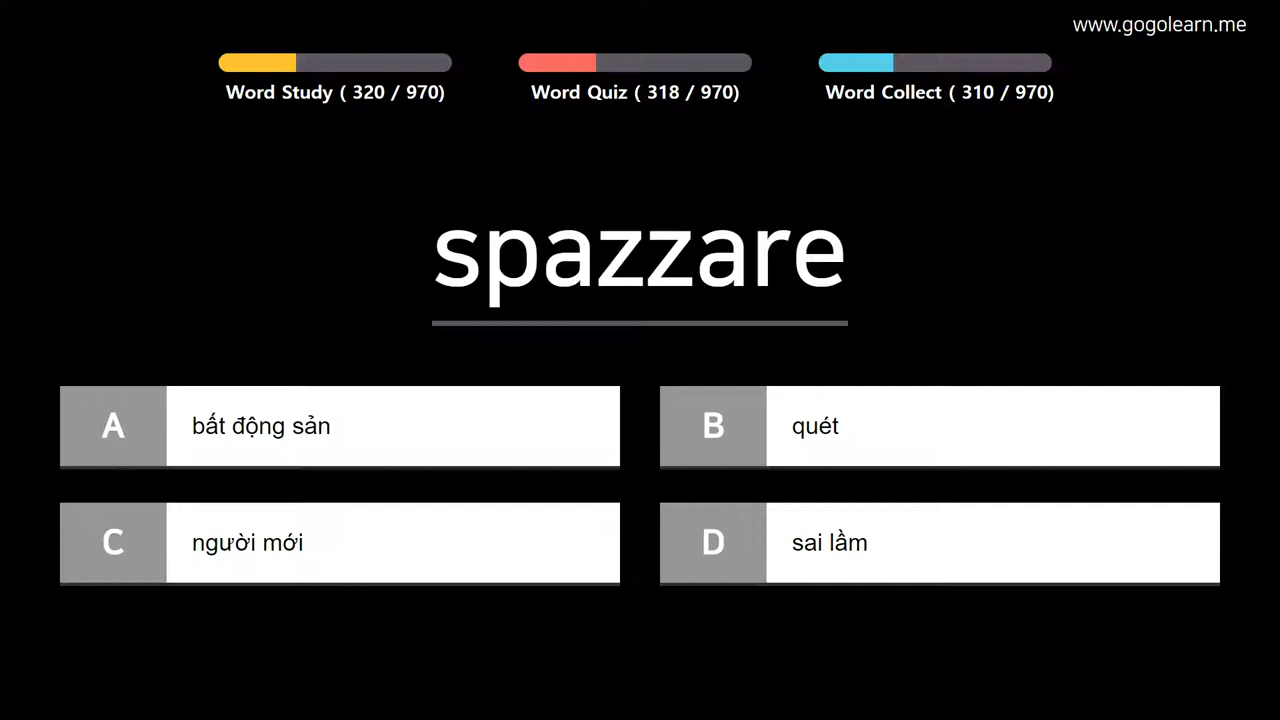 www.gogolearn.me
Word Study ( 320 / 970)
Word Quiz ( 318 / 970)
Word Collect ( 310 / 970)
spazzare
A bất động sản
B quét
C người mới
D sai lầm